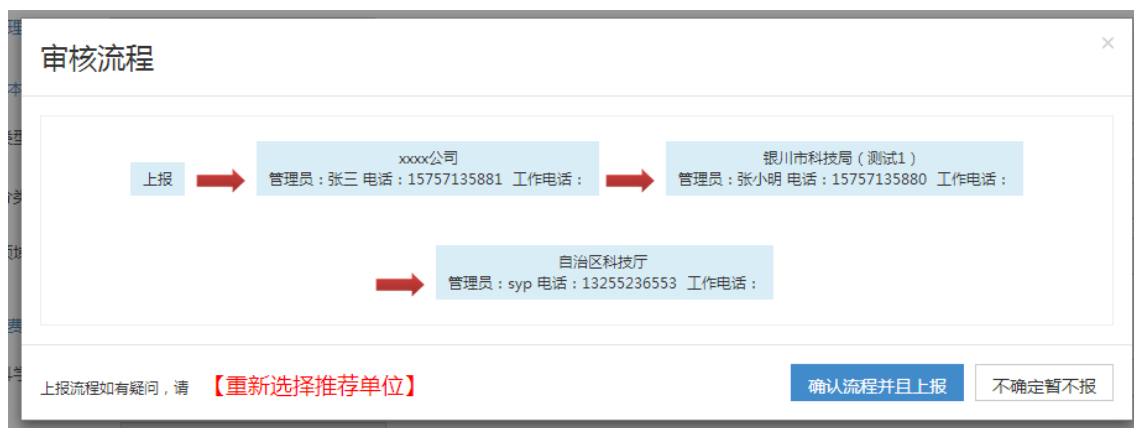 审核流程
×
上报
xxxx公司
管理员：张三 电话：15757135881 工作电话：
银川市科技局（测试1）
管理员：张小明 电话：15757135880 工作电话：
自治区科技厅
管理员：syp 电话：13255236553 工作电话：
上报流程如有疑问，请 【重新选择推荐单位】
确认流程并且上报
不确定暂不报